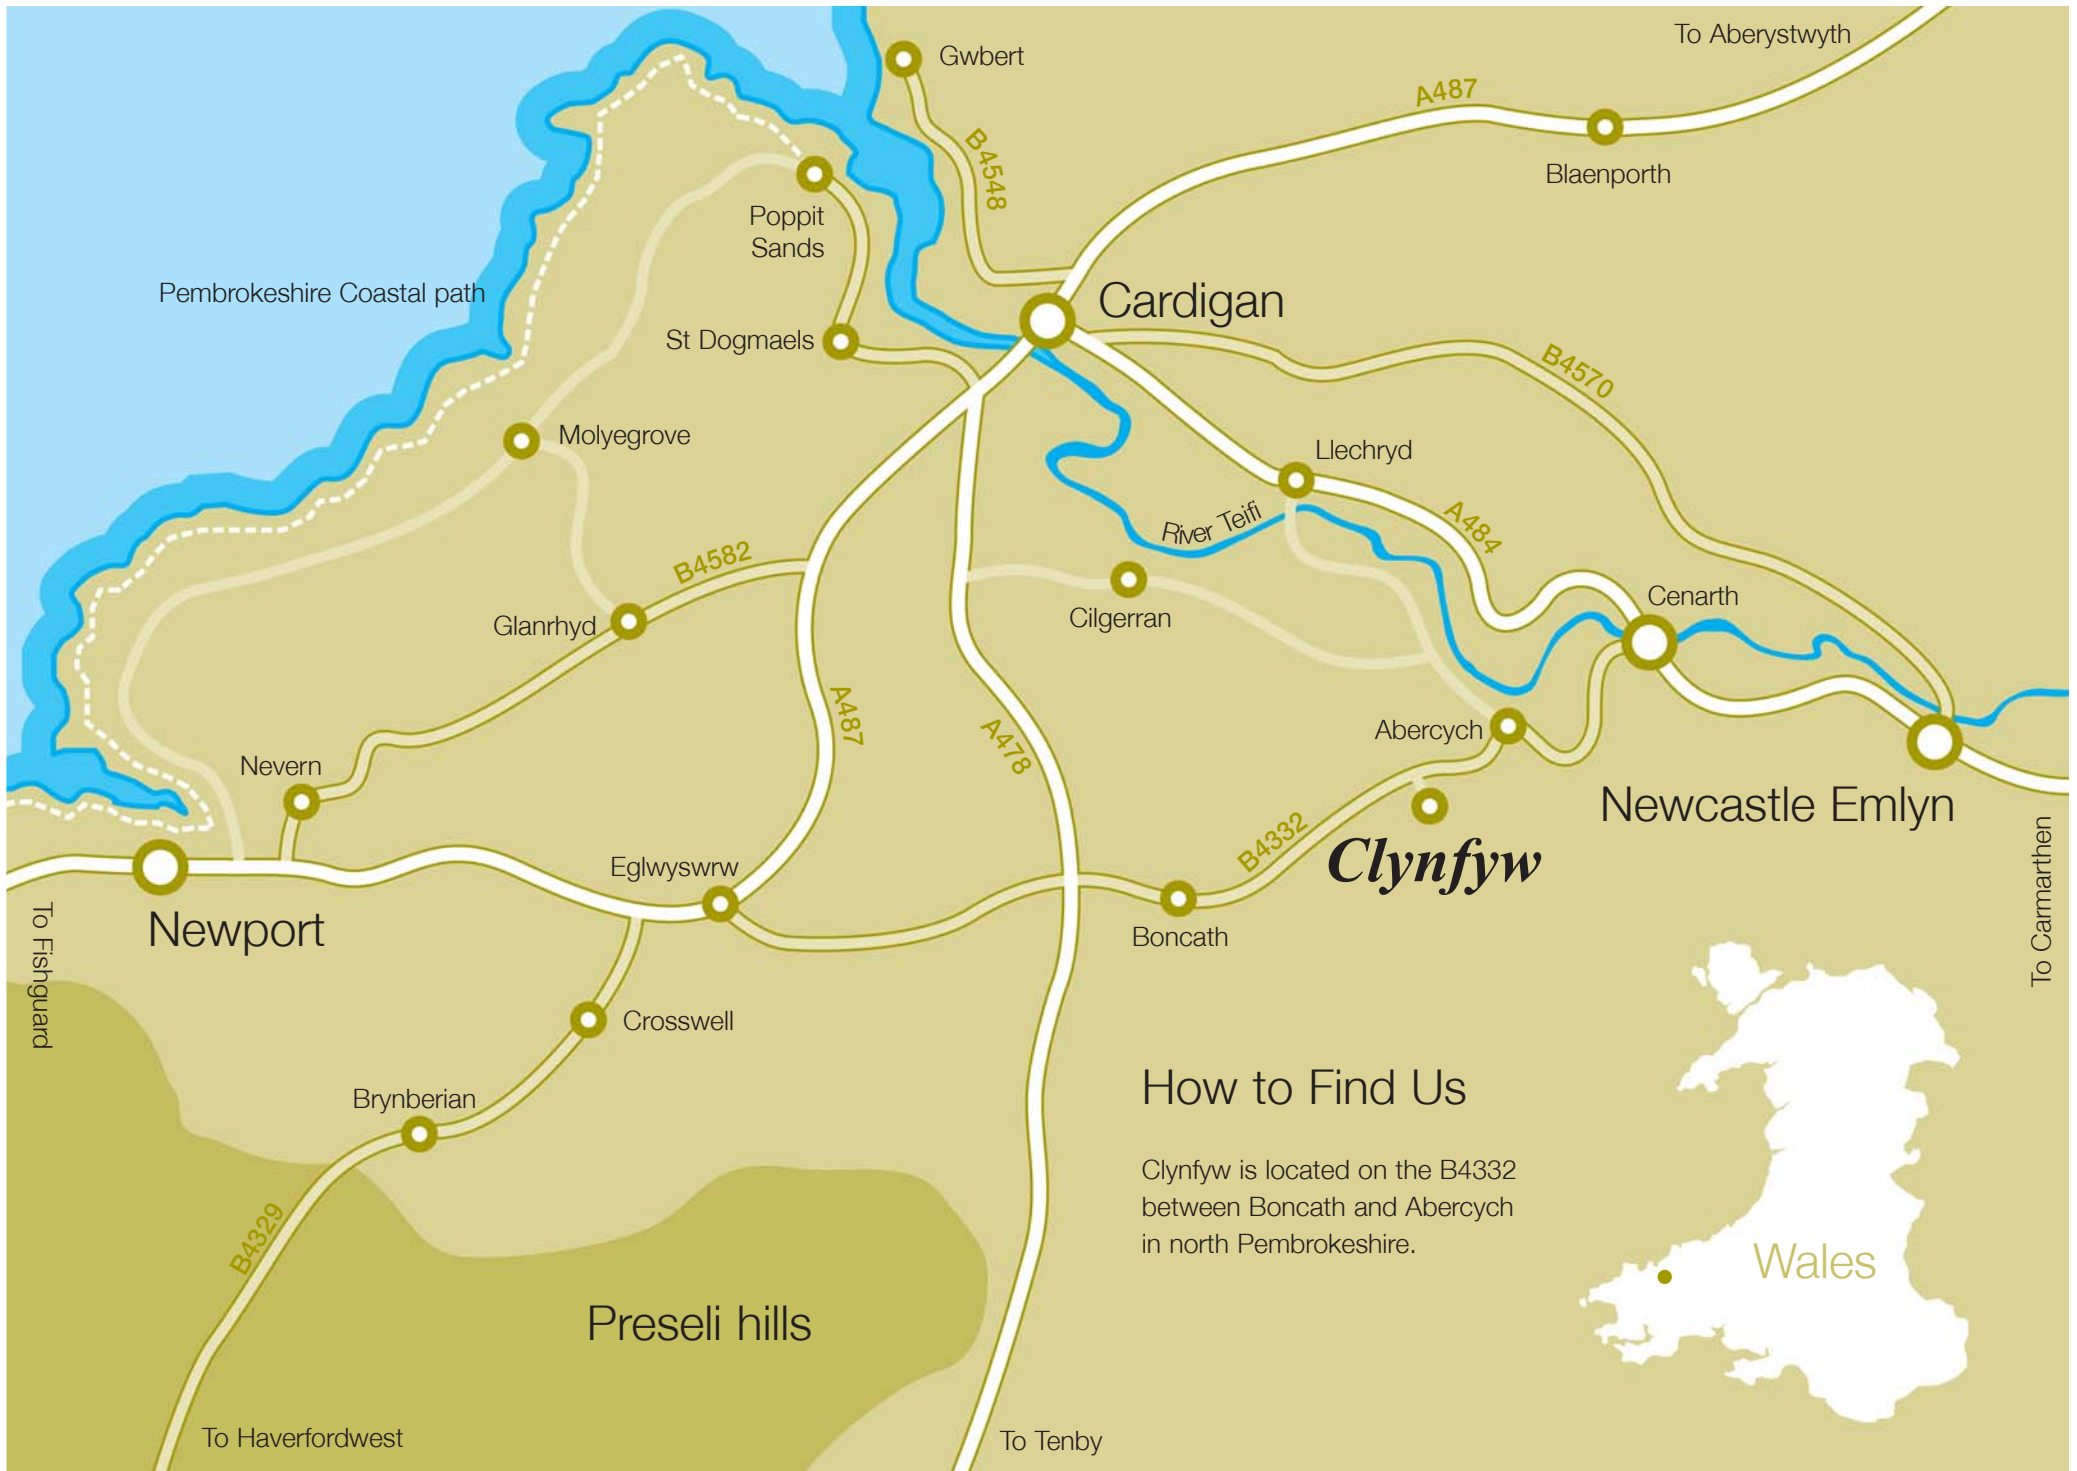 To Aberystwyth
Gwbert
A487
B4548
Blaenporth
Poppit
Sands
Pembrokeshire Coastal path
Cardigan
St Dogmaels
B4570
Molyegrove
Llechryd
River Teifi
A484
B4582
Cenarth
Cilgerran
Glanrhyd
A487
A478
Abercych
Nevern
Newcastle Emlyn
B4332
Clynfyw
Eglwyswrw
To Carmarthen
Newport
To Fishguard
Boncath
Crosswell
How to Find Us
Brynberian
Clynfyw is located on the B4332
between Boncath and Abercych
in north Pembrokeshire.
B4329
Wales
Preseli hills
To Haverfordwest
To Tenby